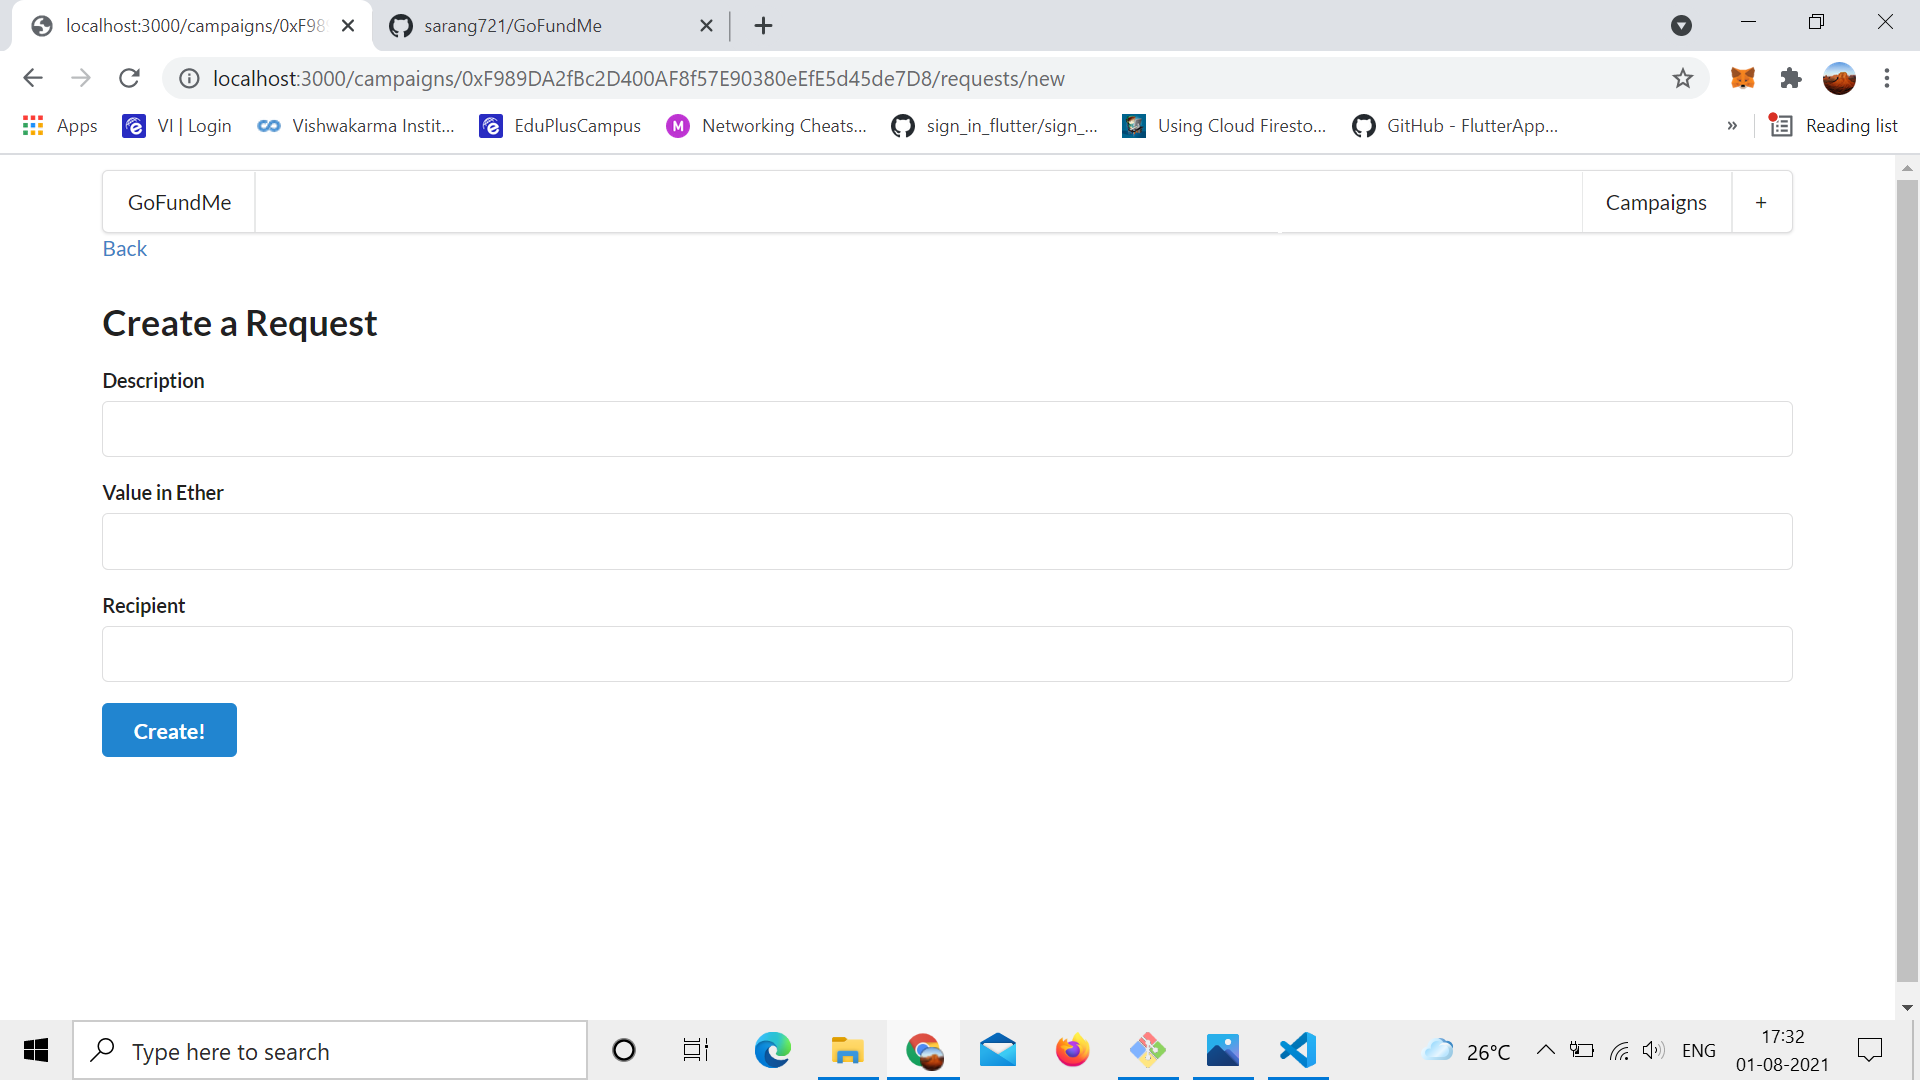 localhost:3000/campaigns/0xF98
sarang721/GoFundMe
localhost:3000/campaigns/0xF989DA2fBc2D400AF8f57E90380eEfE5d45de7D8/requests/new
Apps VI | Login Vishwakarma Instit... EduPlusCampus M Networking Cheats... sign_in_flutter/sign_... Using Cloud Firesto... GitHub - FlutterApp... » Reading list
GoFundMe Campaigns +
Back
Create a Request
Description
Value in Ether
Recipient
Create!
Type here to search
26°C ENG
17:32
01-08-2021